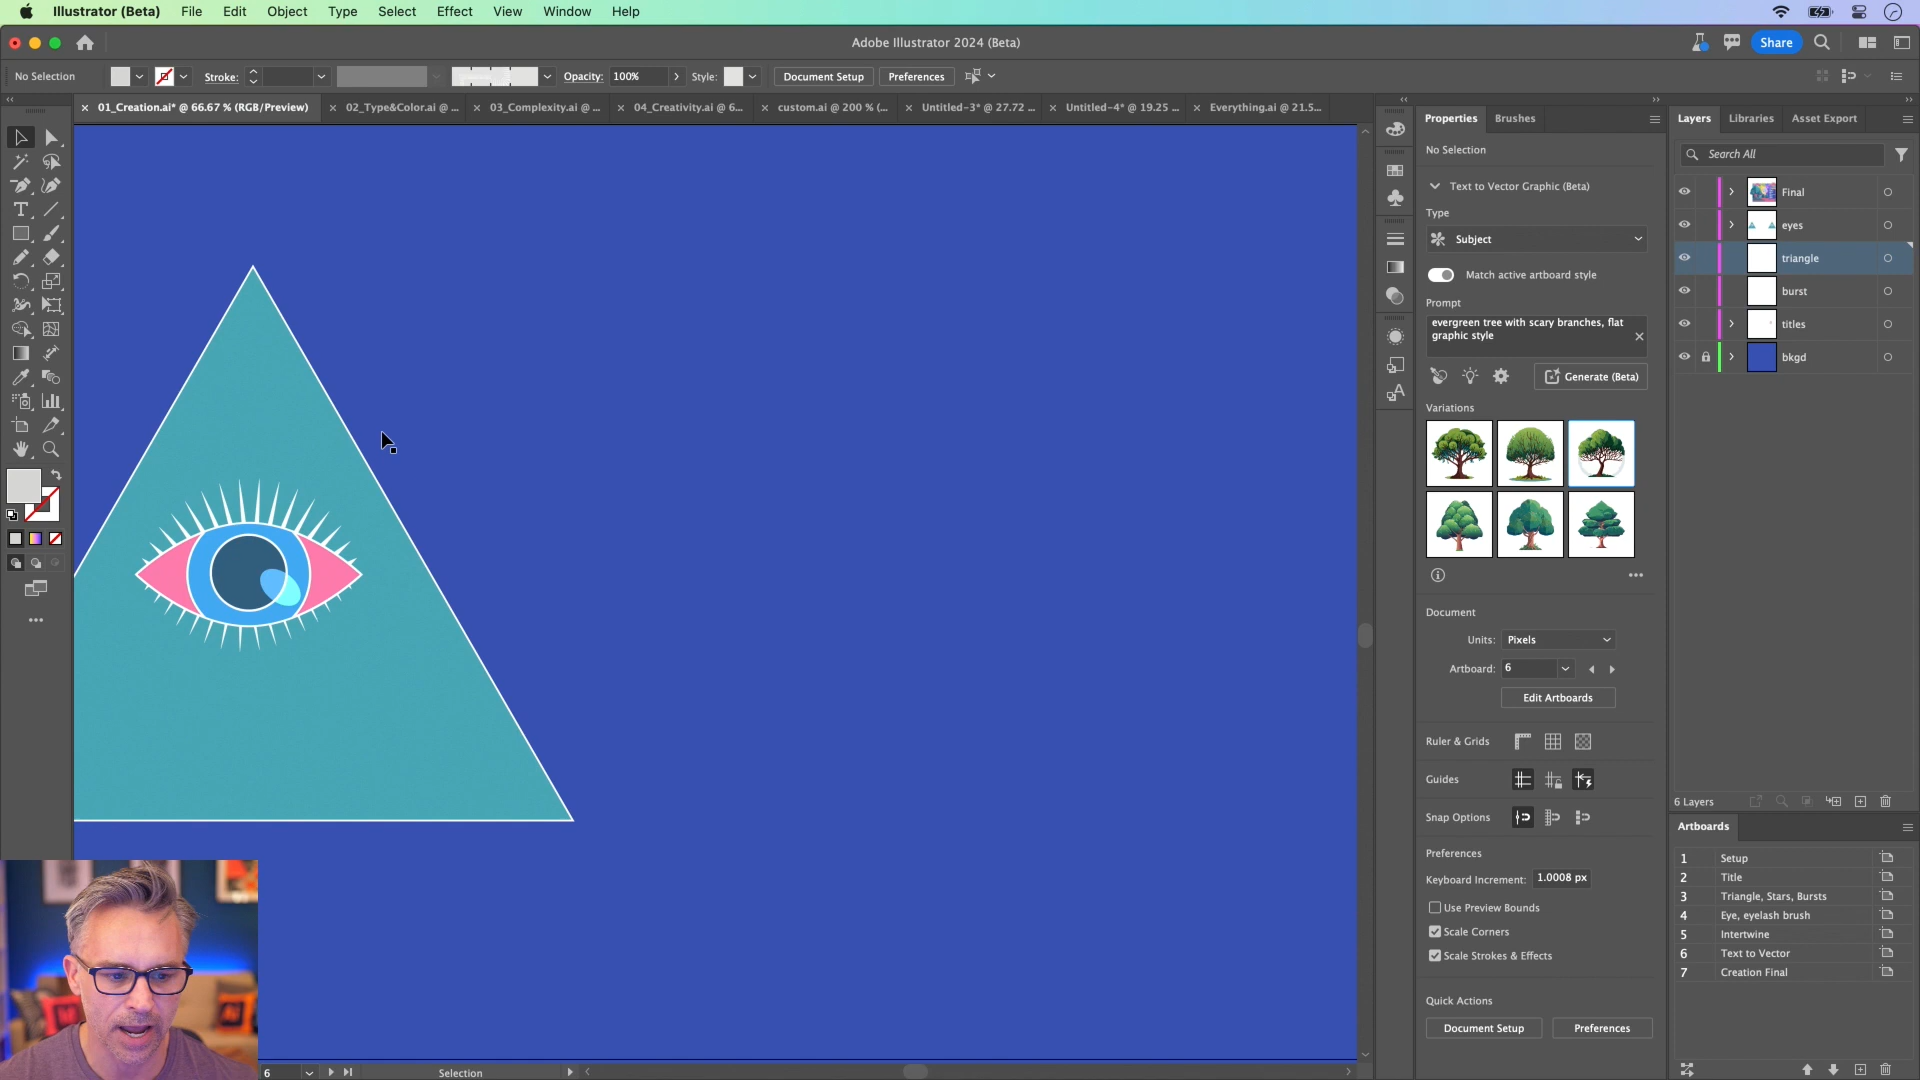 Illustrator (Beta) File Edit Object Type Select Effect View Window Help
Adobe Illustrator 2024 (Beta)
Share
No Selection Stroke: Opacity: 100% Style: Document Setup Preferences
01_Creation.ai* @ 66.67 % (RGB/Preview) 02_Type&Color.ai @ ... 03_Complexity.ai @ ... 04_Creativity.ai @ 6... custom.ai @ 200 % (... Untitled-3* @ 27.72 ... Untitled-4* @ 19.25 ... Everything.ai @ 21.5...
Properties Brushes
No Selection
Text to Vector Graphic (Beta)
Type
Subject
Match active artboard style
Prompt
evergreen tree with scary branches, flat
graphic style
Generate (Beta)
Variations
Document
Units: Pixels
Artboard: 6
Edit Artboards
Ruler & Grids
Guides
Snap Options
Preferences
Keyboard Increment: 1.0008 px
Use Preview Bounds
Scale Corners
Scale Strokes & Effects
Quick Actions
Document Setup Preferences
Layers Libraries Asset Export
Search All
Final
eyes
triangle
burst
titles
bkgd
6 Layers
Artboards
1 Setup
2 Title
3 Triangle, Stars, Bursts
4 Eye, eyelash brush
5 Intertwine
6 Text to Vector
7 Creation Final
6 Selection